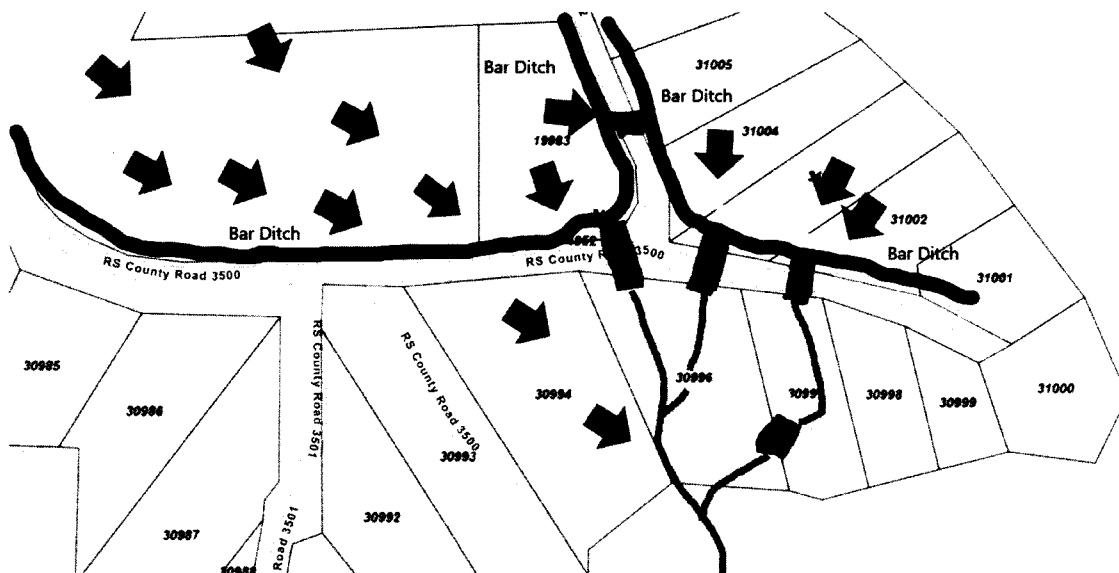 31005
Bar Ditch
Bar Ditch
31004
19983
31002
Bar Ditch
Bar Ditch
RS County Road 3500
RS County Road 3500
31001
30985
30986
RS County Road 3501
RS County Road 3500
30994
30996
30998
30999
31000
30993
30992
30987
Road 3501
30988